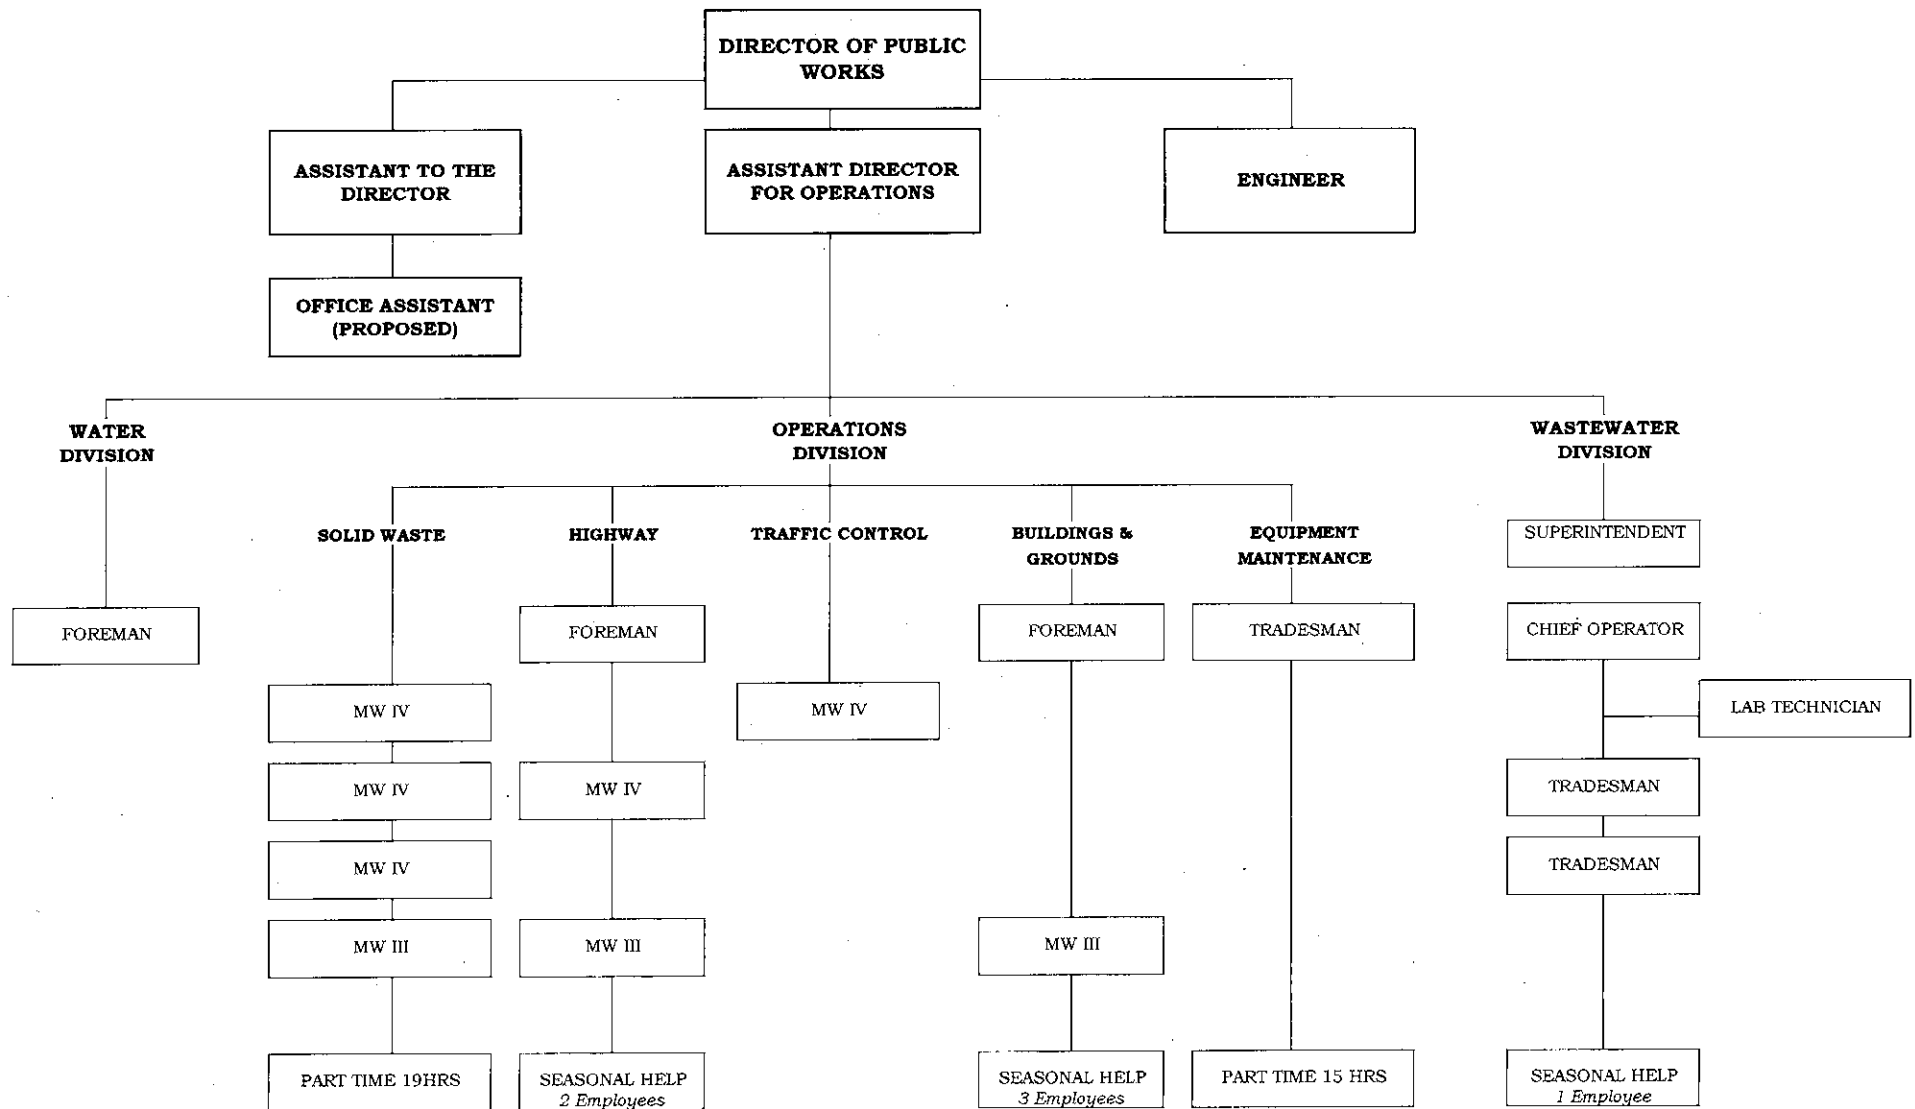 DIRECTOR OF PUBLIC
WORKS
ASSISTANT TO THE
DIRECTOR
ASSISTANT DIRECTOR
FOR OPERATIONS
ENGINEER
OFFICE ASSISTANT
(PROPOSED)
WATER
DIVISION
OPERATIONS
DIVISION
WASTEWATER
DIVISION
SOLID WASTE
HIGHWAY
TRAFFIC CONTROL
BUILDINGS &
GROUNDS
EQUIPMENT
MAINTENANCE
SUPERINTENDENT
FOREMAN
FOREMAN
FOREMAN
TRADESMAN
CHIEF OPERATOR
MW IV
MW IV
LAB TECHNICIAN
MW IV
MW IV
TRADESMAN
MW IV
TRADESMAN
MW III
MW III
MW III
PART TIME 19HRS
SEASONAL HELP
2 Employees
SEASONAL HELP
3 Employees
PART TIME 15 HRS
SEASONAL HELP
1 Employee